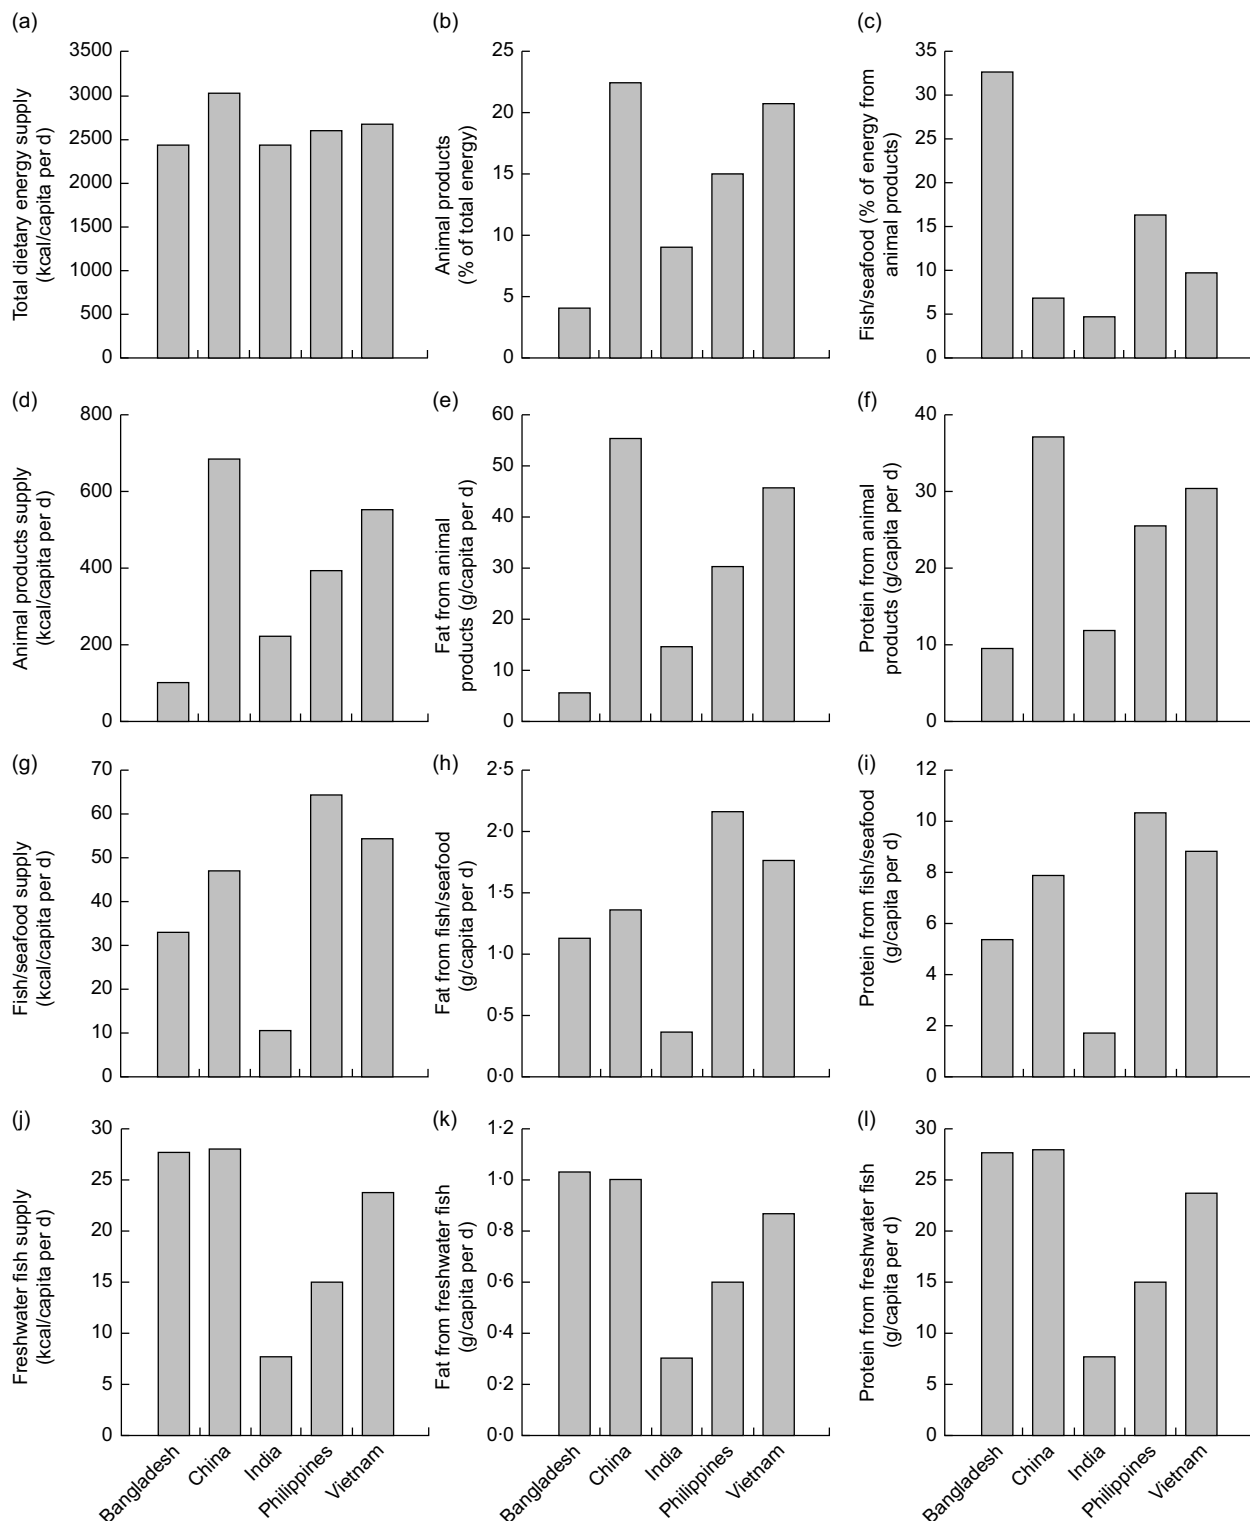 (a)
Total dietary energy supply
(kcal/capita per d)
3500
3000
2500
2000
1500
1000
500
0
(b)
Animal products
(% of total energy)
25
20
15
10
5
0
(c)
Fish/seafood (% of energy from
animal products)
35
30
25
20
15
10
5
0
(d)
Animal products supply
(kcal/capita per d)
800
600
400
200
0
(e)
Fat from animal
products (g/capita per d)
60
50
40
30
20
10
0
(f)
Protein from animal
products (g/capita per d)
40
30
20
10
0
(g)
Fish/seafood supply
(kcal/capita per d)
70
60
50
40
30
20
10
0
(h)
Fat from fish/seafood
(g/capita per d)
2·5
2·0
1·5
1·0
0·5
0·0
(i)
Protein from fish/seafood
(g/capita per d)
12
10
8
6
4
2
0
(j)
Freshwater fish supply
(kcal/capita per d)
30
25
20
15
10
5
0
Bangladesh
China
India
Philippines
Vietnam
(k)
Fat from freshwater fish
(g/capita per d)
1·2
1·0
0·8
0·6
0·4
0·2
0·0
Bangladesh
China
India
Philippines
Vietnam
(l)
Protein from freshwater fish
(g/capita per d)
30
25
20
15
10
5
0
Bangladesh
China
India
Philippines
Vietnam